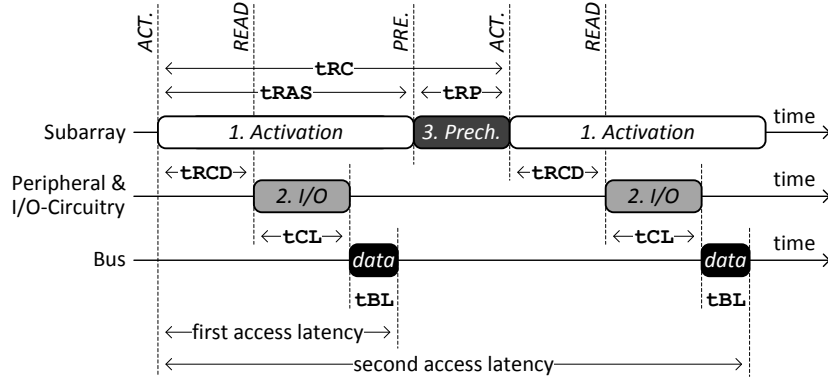 ACT. READ PRE. ACT. READ
tRC
tRAS tRP
Subarray 1. Activation 3. Prech. 1. Activation time
tRCD tRCD
Peripheral &
I/O-Circuitry 2. I/O 2. I/O time
tCL tCL
Bus data data time
tBL tBL
first access latency
second access latency